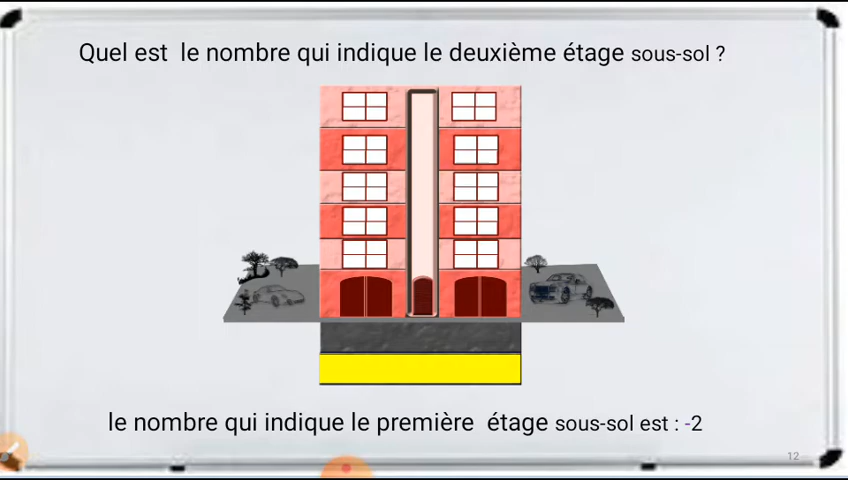 Quel est le nombre qui indique le deuxième étage sous-sol ?
le nombre qui indique le première étage sous-sol est : -2
12